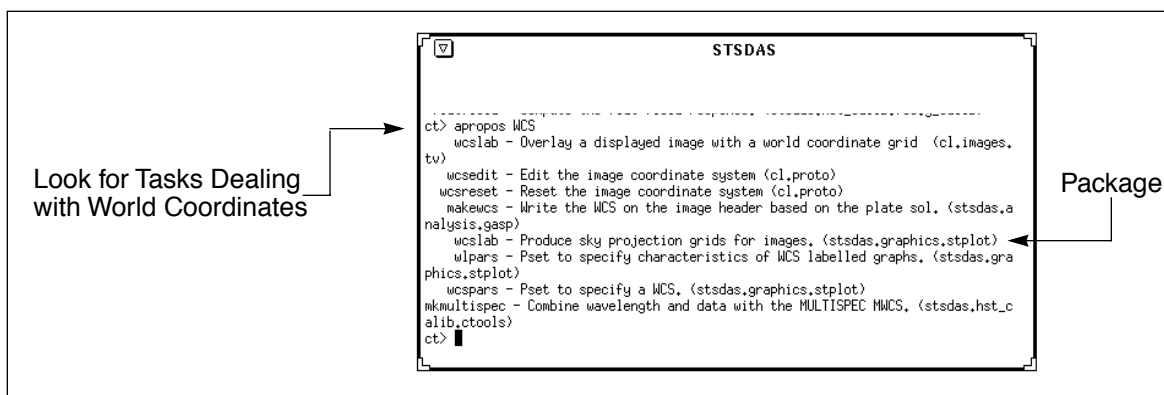 STSDAS
ct> apropos WCS
wcslab - Overlay a displayed image with a world coordinate grid (cl.images.
tv)
wcsedit - Edit the image coordinate system (cl.proto)
wcsreset - Reset the image coordinate system (cl.proto)
makewcs - Write the WCS on the image header based on the plate sol. (stsdas.a
nalysis.gasp)
wcslab - Produce sky projection grids for images. (stsdas.graphics.stplot)
wlpars - Pset to specify characteristics of WCS labelled graphs. (stsdas.gra
phics.stplot)
wcspars - Pset to specify a WCS. (stsdas.graphics.stplot)
mkmultispec - Combine wavelength and data with the MULTISPEC MWCS. (stsdas.hst_c
alib.ctools)
ct>
Look for Tasks Dealing
with World Coordinates
Package